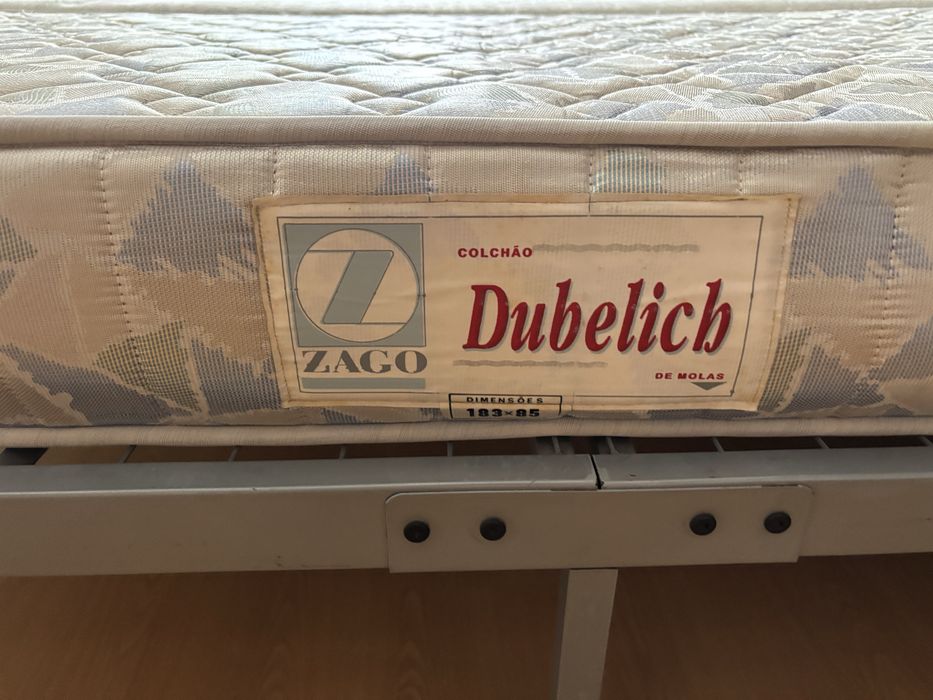 Z
ZAGO
COLCHÃO
Dubelich
DE MOLAS
DIMENSÕES
183×85